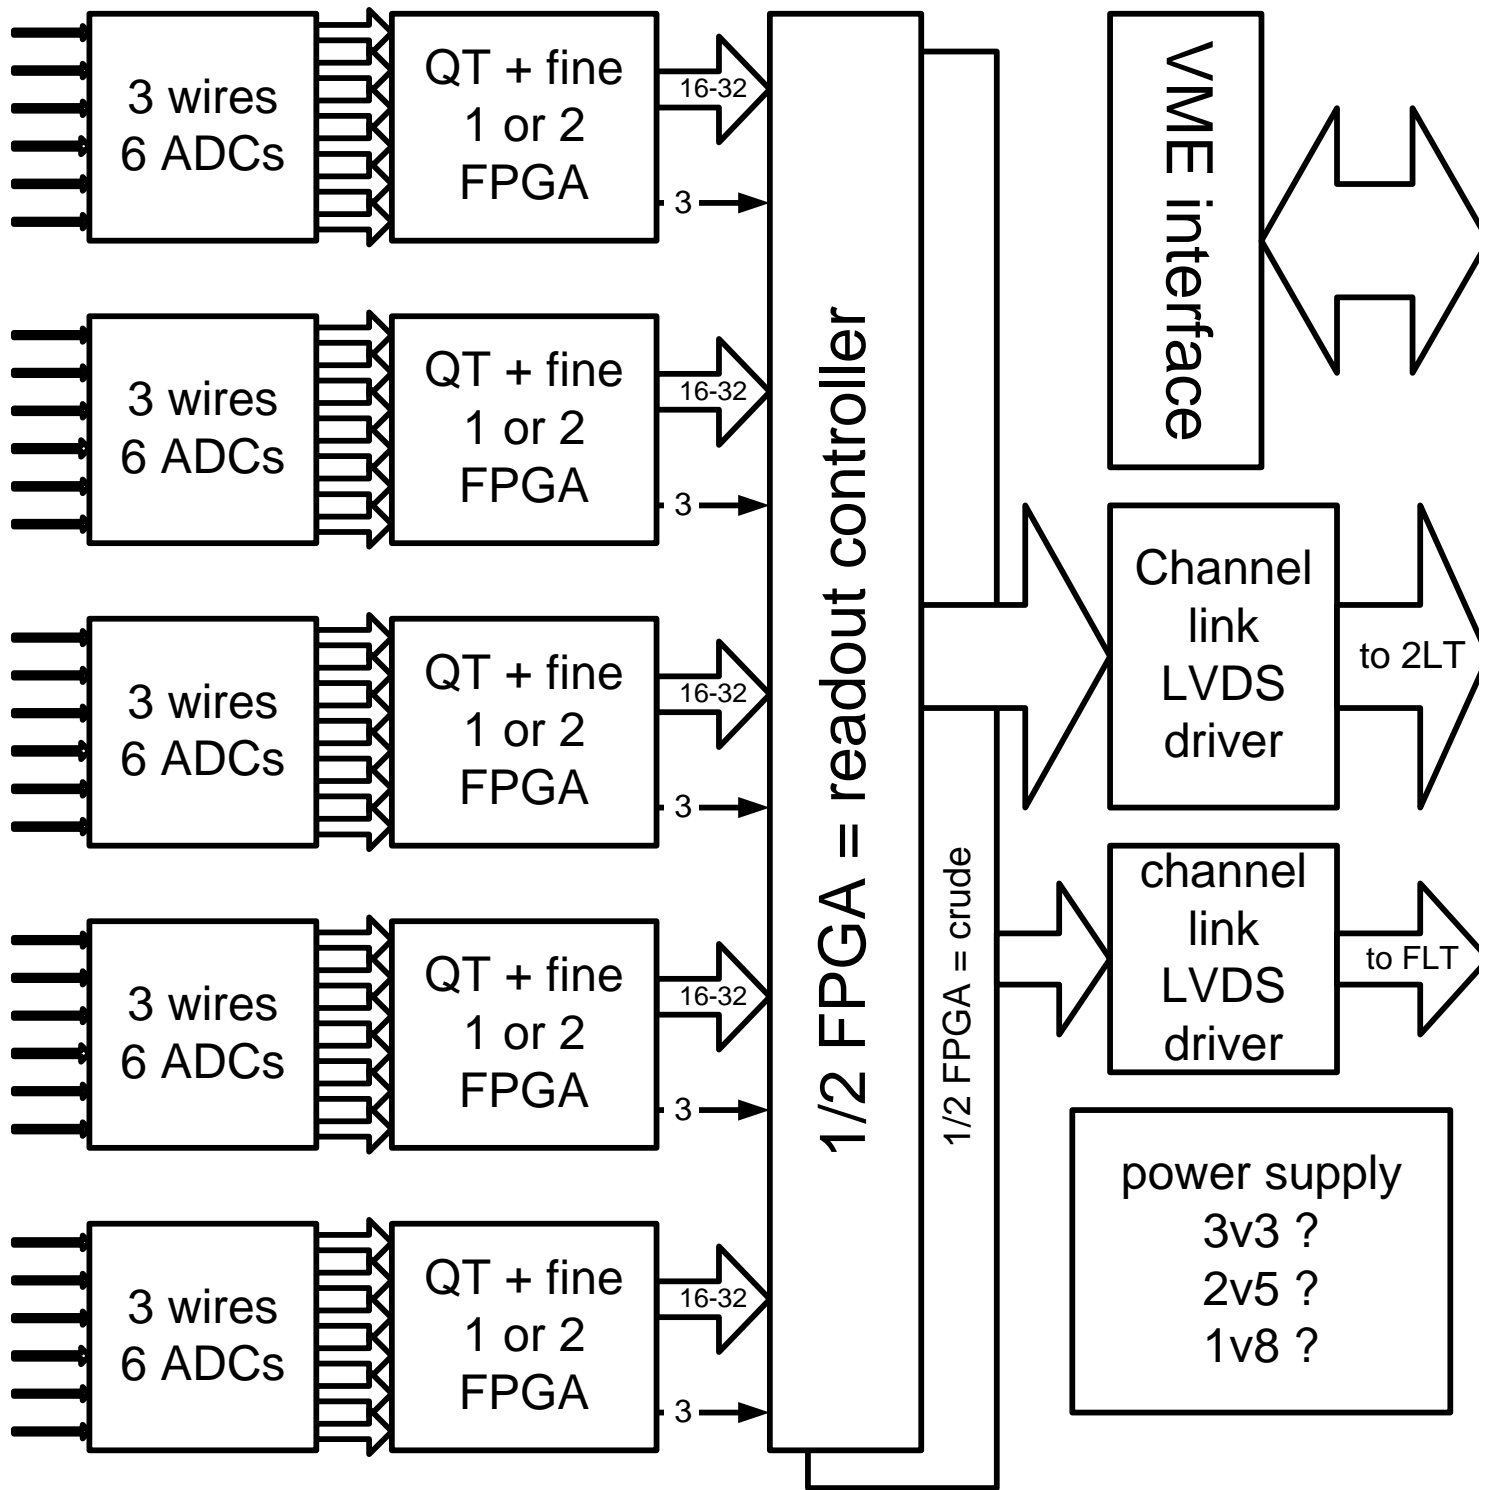 3 wires
6 ADCs
QT + fine
1 or 2
FPGA
16-32
3
3 wires
6 ADCs
QT + fine
1 or 2
FPGA
16-32
3
3 wires
6 ADCs
QT + fine
1 or 2
FPGA
16-32
3
3 wires
6 ADCs
QT + fine
1 or 2
FPGA
16-32
3
3 wires
6 ADCs
QT + fine
1 or 2
FPGA
16-32
3
1/2 FPGA = readout controller
1/2 FPGA = crude
VME interface
Channel
link
LVDS
driver
to 2LT
channel
link
LVDS
driver
to FLT
power supply
3v3 ?
2v5 ?
1v8 ?